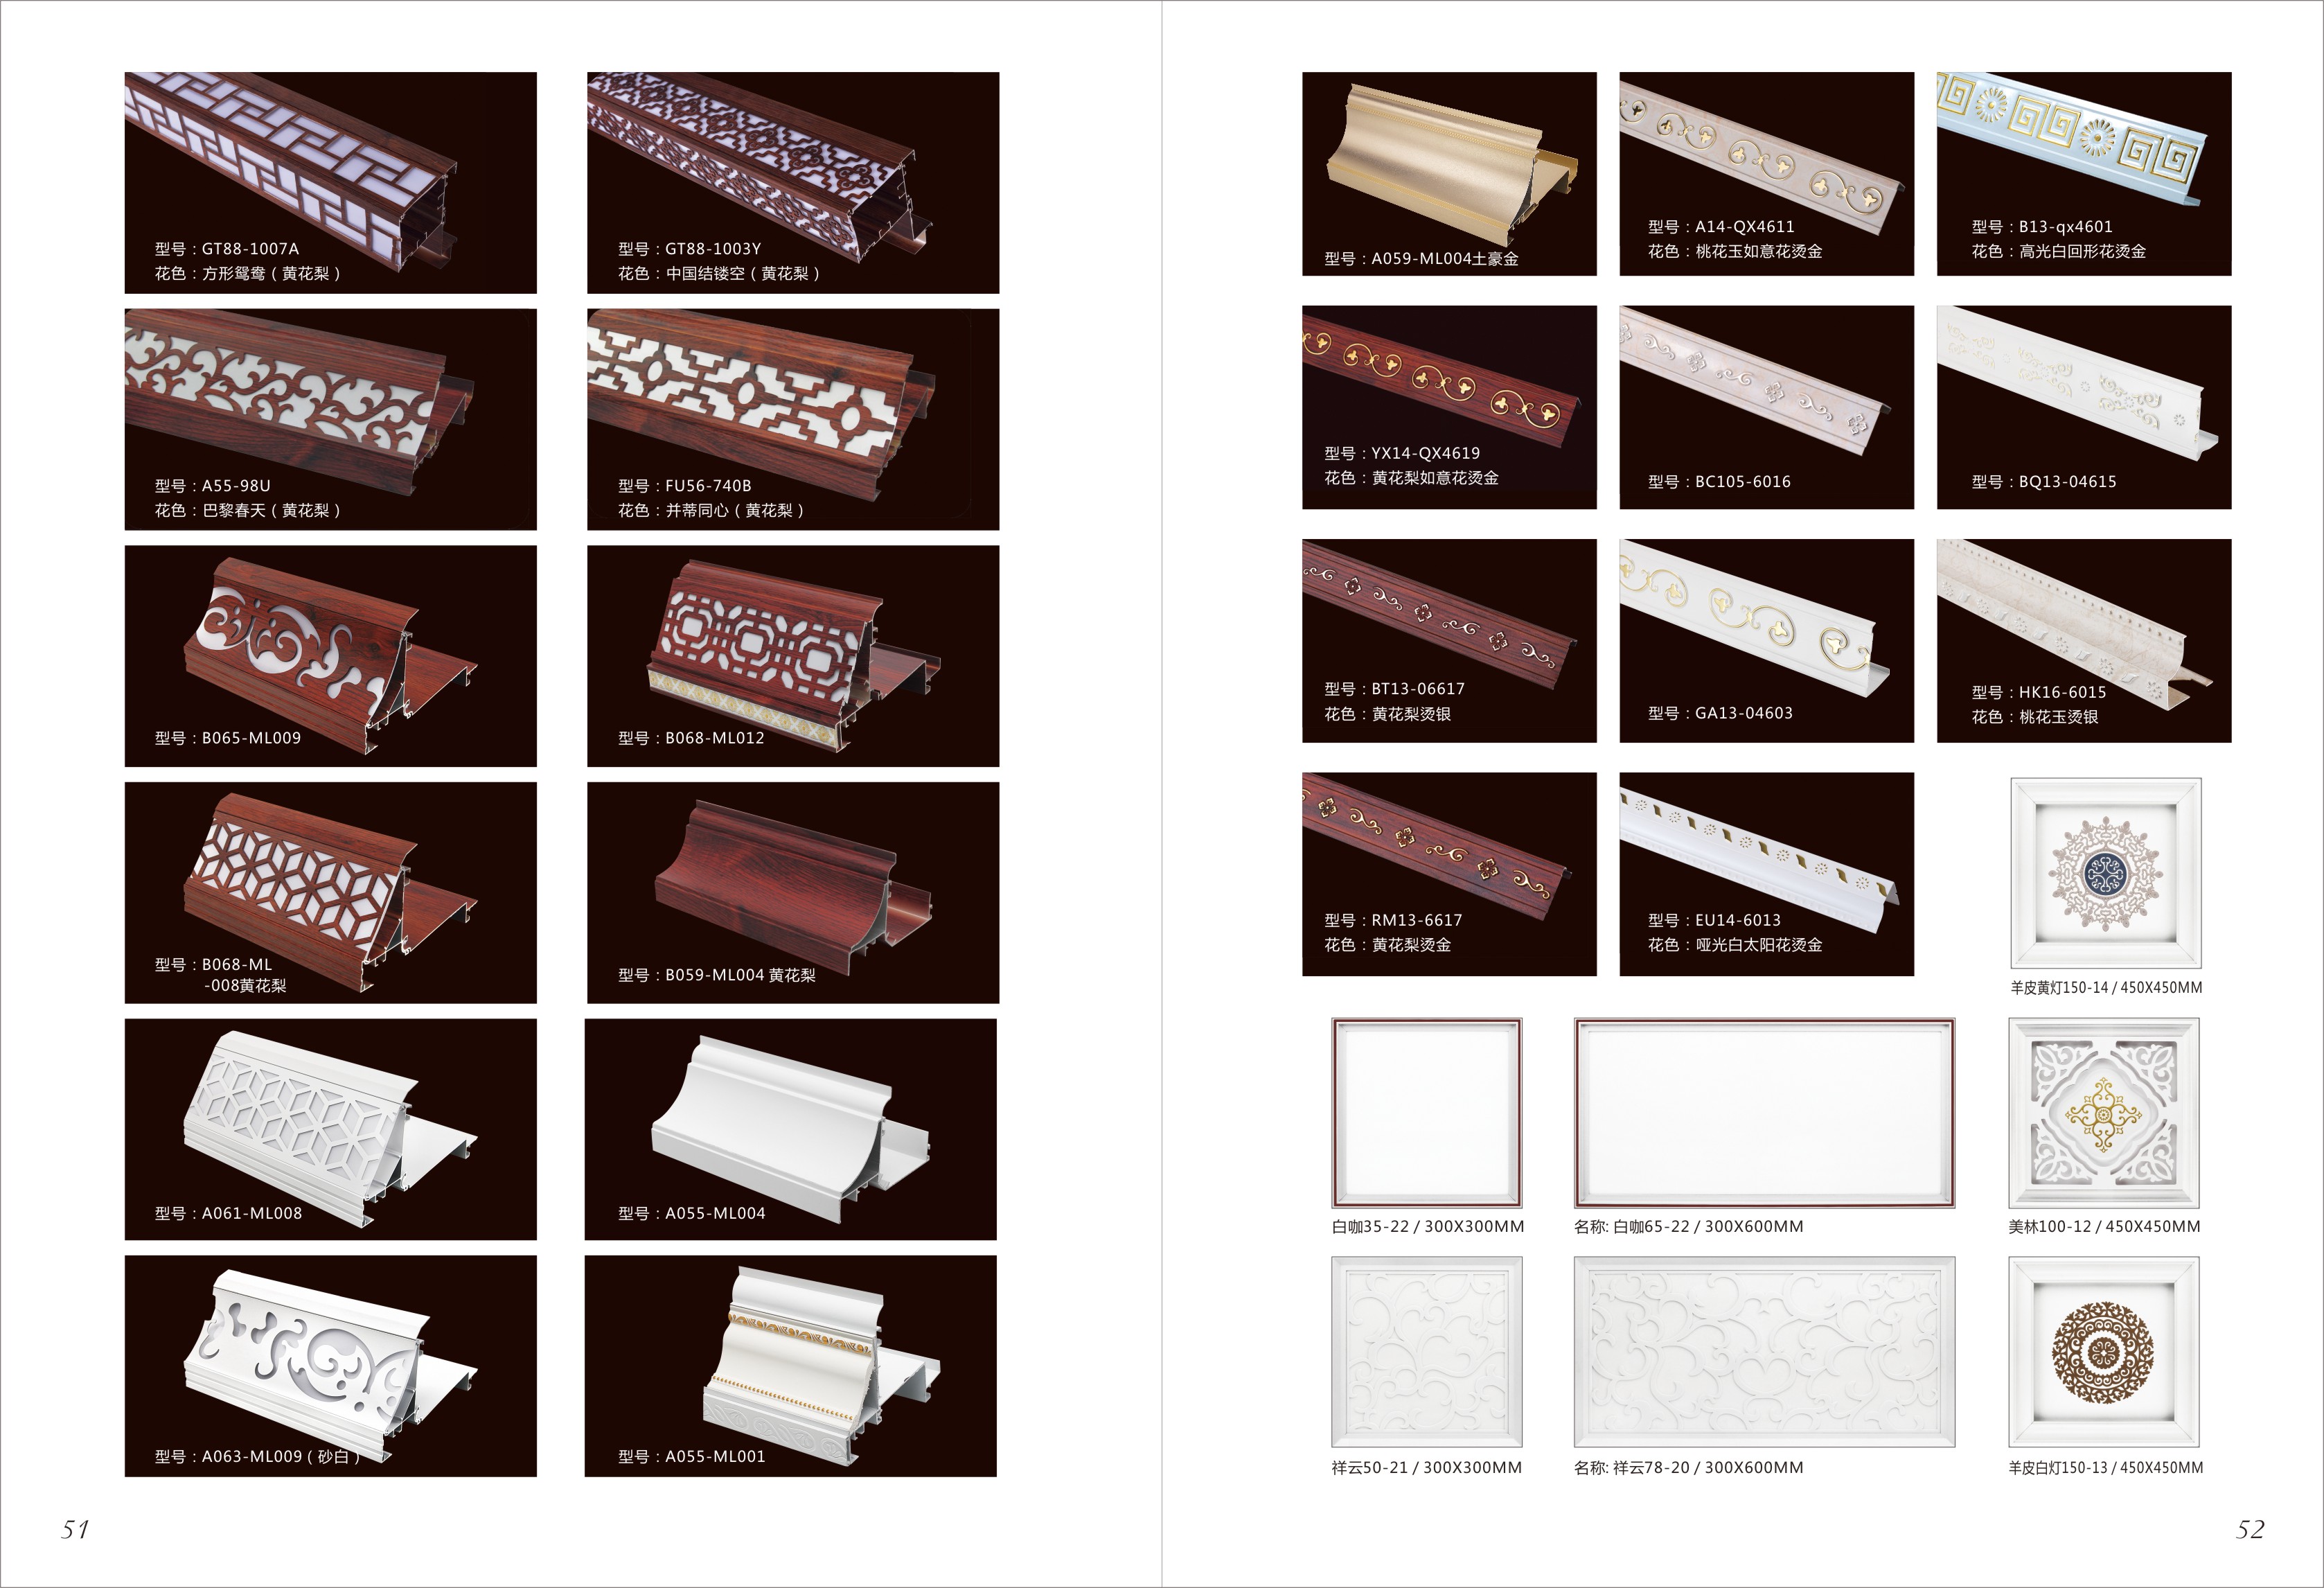 型号：GT88-1007A
花色：方形鸳鸯（黄花梨）
型号：GT88-1003Y
花色：中国结镂空（黄花梨）
型号：A55-98U
花色：巴黎春天（黄花梨）
型号：FU56-740B
花色：并蒂同心（黄花梨）
型号：B065-ML009
型号：B068-ML012
型号：B068-ML
-008黄花梨
型号：B059-ML004 黄花梨
型号：A061-ML008
型号：A055-ML004
型号：A063-ML009（砂白）
型号：A055-ML001
51
型号：A059-ML004土豪金
型号：A14-QX4611
花色：桃花玉如意花烫金
型号：B13-qx4601
花色：高光白回形花烫金
型号：YX14-QX4619
花色：黄花梨如意花烫金
型号：BC105-6016
型号：BQ13-04615
型号：BT13-06617
花色：黄花梨烫银
型号：GA13-04603
型号：HK16-6015
花色：桃花玉烫银
型号：RM13-6617
花色：黄花梨烫金
型号：EU14-6013
花色：哑光白太阳花烫金
羊皮黄灯150-14 / 450X450MM
白咖35-22 / 300X300MM
名称: 白咖65-22 / 300X600MM
美林100-12 / 450X450MM
祥云50-21 / 300X300MM
名称: 祥云78-20 / 300X600MM
羊皮白灯150-13 / 450X450MM
52